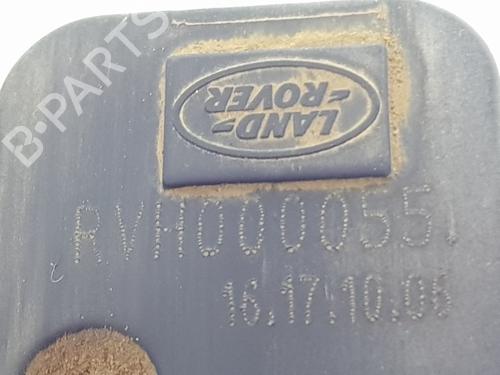 B-PARTS
LAND-
-ROVER
RVH000055.
16.17.10.06